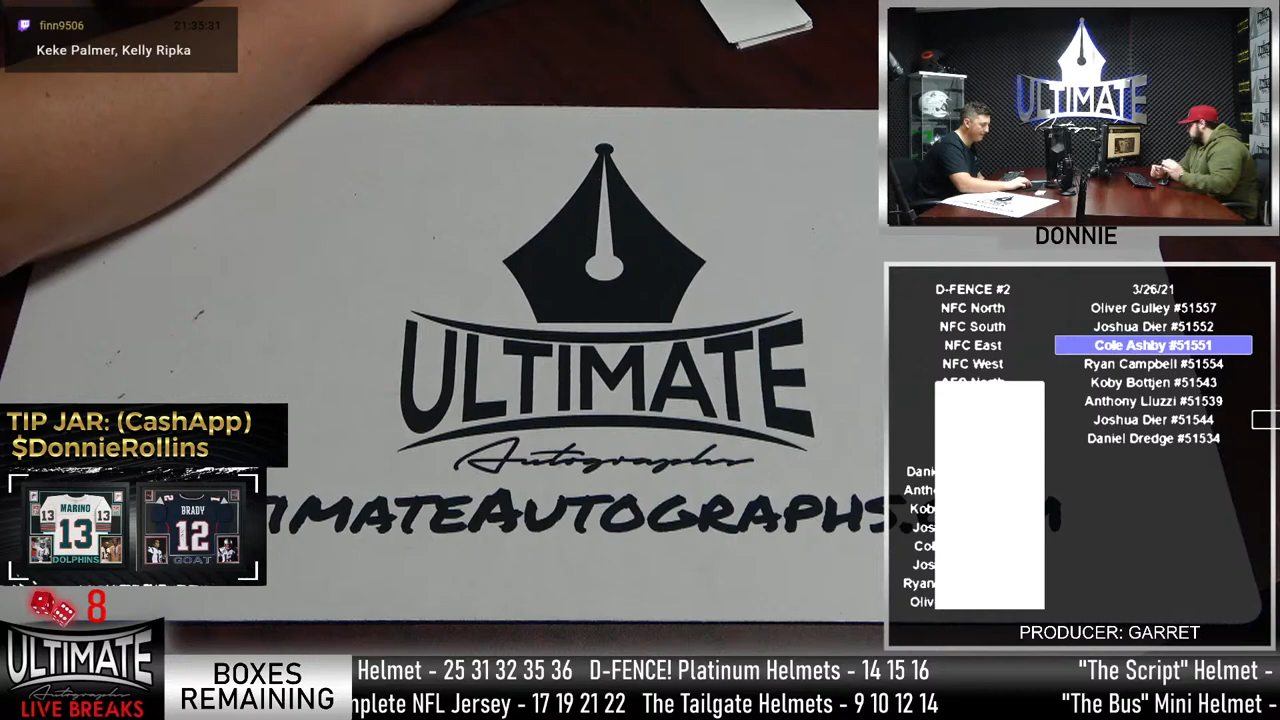 finn9506 21:35:31
Keke Palmer, Kelly Ripka
ULTIMATE
DONNIE
ULTIMATE
Autographs
D-FENCE #2 3/26/21
NFC North Oliver Gulley #51557
NFC South Joshua Dier #51552
NFC East Cole Ashby #51551
NFC West Ryan Campbell #51554
Koby Bottjen #51543
Anthony Lluzzi #51539
Joshua Dier #51544
Daniel Dredge #51534
PRODUCER: GARRET
TIP JAR: (CashApp)
$DonnieRollins
MARINO BRADY
13 13 12
DOLPHINS GOAT
8
ULTIMATE
Autographs
LIVE BREAKS
BOXES
REMAINING
Helmet - 25 31 32 35 36 D-FENCE! Platinum Helmets - 14 15 16 "The Script" Helmet -
mplete NFL Jersey - 17 19 21 22 The Tailgate Helmets - 9 10 12 14 "The Bus" Mini Helmet -